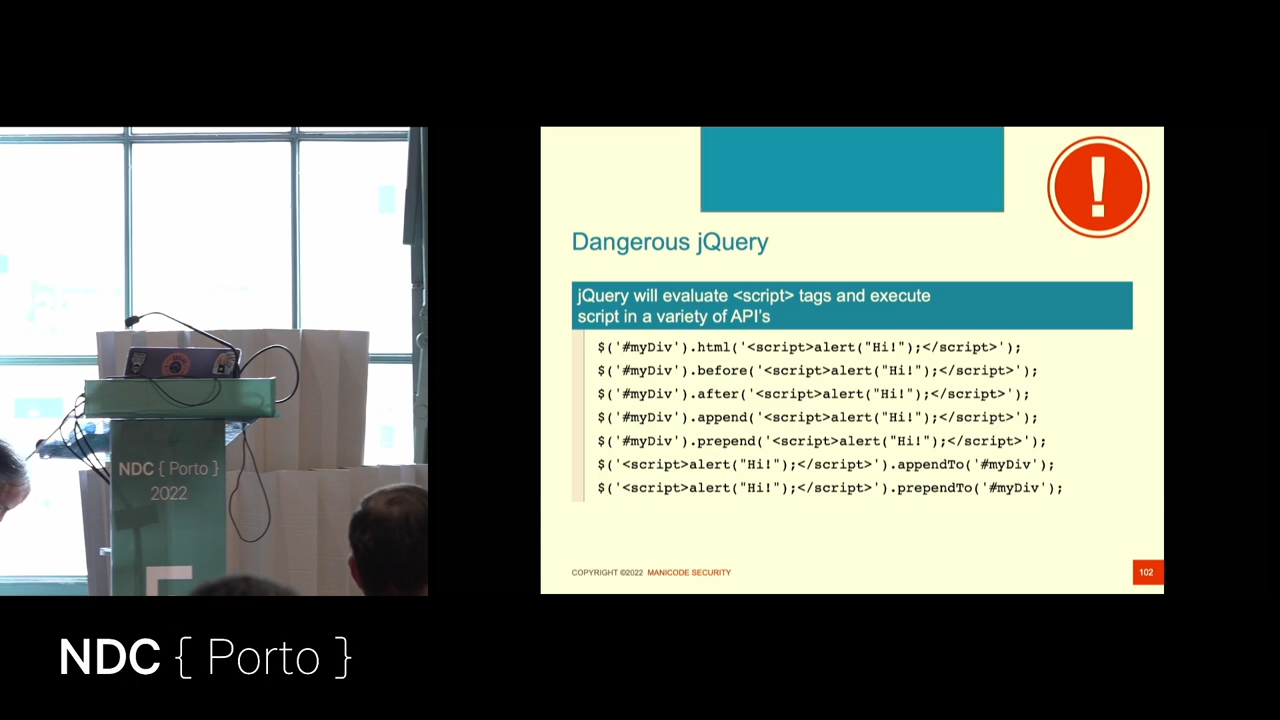 NDC { Porto }
2022
Dangerous jQuery
jQuery will evaluate <script> tags and execute
script in a variety of API's
$('#myDiv').html('<script>alert("Hi!");</script>');
$('#myDiv').before('<script>alert("Hi!");</script>');
$('#myDiv').after('<script>alert("Hi!");</script>');
$('#myDiv').append('<script>alert("Hi!");</script>');
$('#myDiv').prepend('<script>alert("Hi!");</script>');
$('<script>alert("Hi!");</script>').appendTo('#myDiv');
$('<script>alert("Hi!");</script>').prependTo('#myDiv');
COPYRIGHT ©2022 MANICODE SECURITY
102
NDC { Porto }